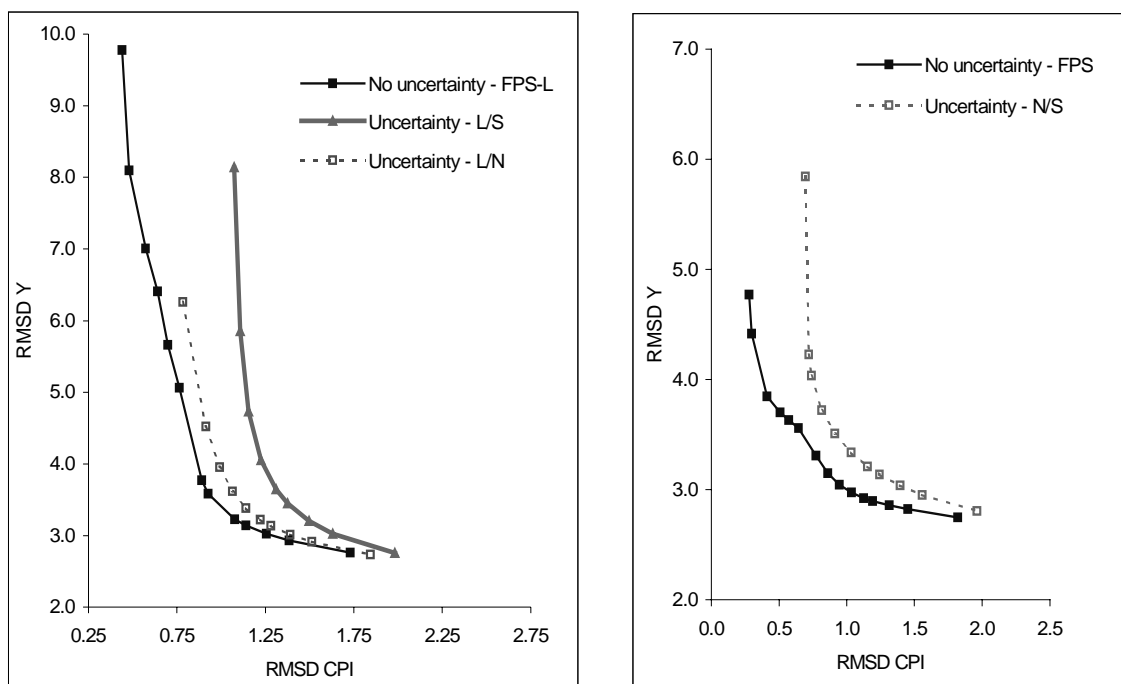 10.0
9.0
8.0
7.0
6.0
5.0
4.0
3.0
2.0
RMSD Y
0.25 0.75 1.25 1.75 2.25 2.75
RMSD CPI
No uncertainty - FPS-L
Uncertainty - L/S
Uncertainty - L/N
7.0
6.0
5.0
4.0
3.0
2.0
RMSD Y
0.0 0.5 1.0 1.5 2.0 2.5
RMSD CPI
No uncertainty - FPS
Uncertainty - N/S